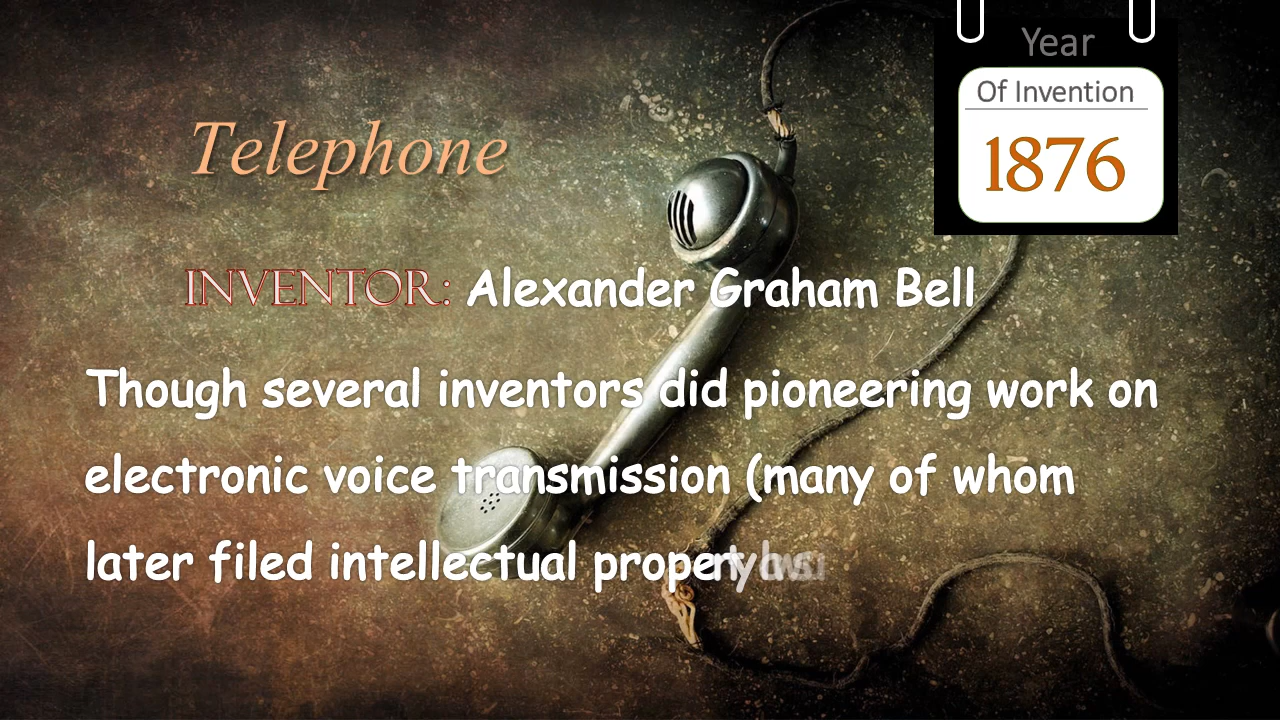 Year
Of Invention
1876
Telephone
INVENTOR: Alexander Graham Bell
Though several inventors did pioneering work on
electronic voice transmission (many of whom
later filed intellectual property